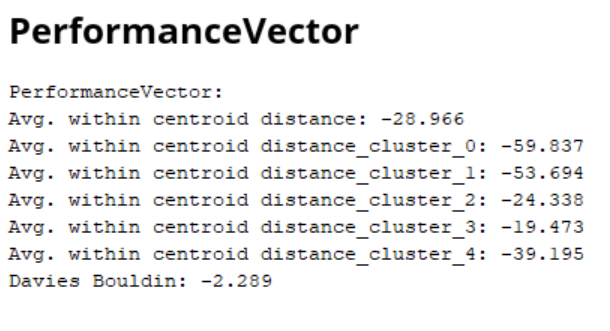 PerformanceVector
PerformanceVector:
Avg. within centroid distance: -28.966
Avg. within centroid distance_cluster_0: -59.837
Avg. within centroid distance_cluster_1: -53.694
Avg. within centroid distance_cluster_2: -24.338
Avg. within centroid distance_cluster_3: -19.473
Avg. within centroid distance_cluster_4: -39.195
Davies Bouldin: -2.289